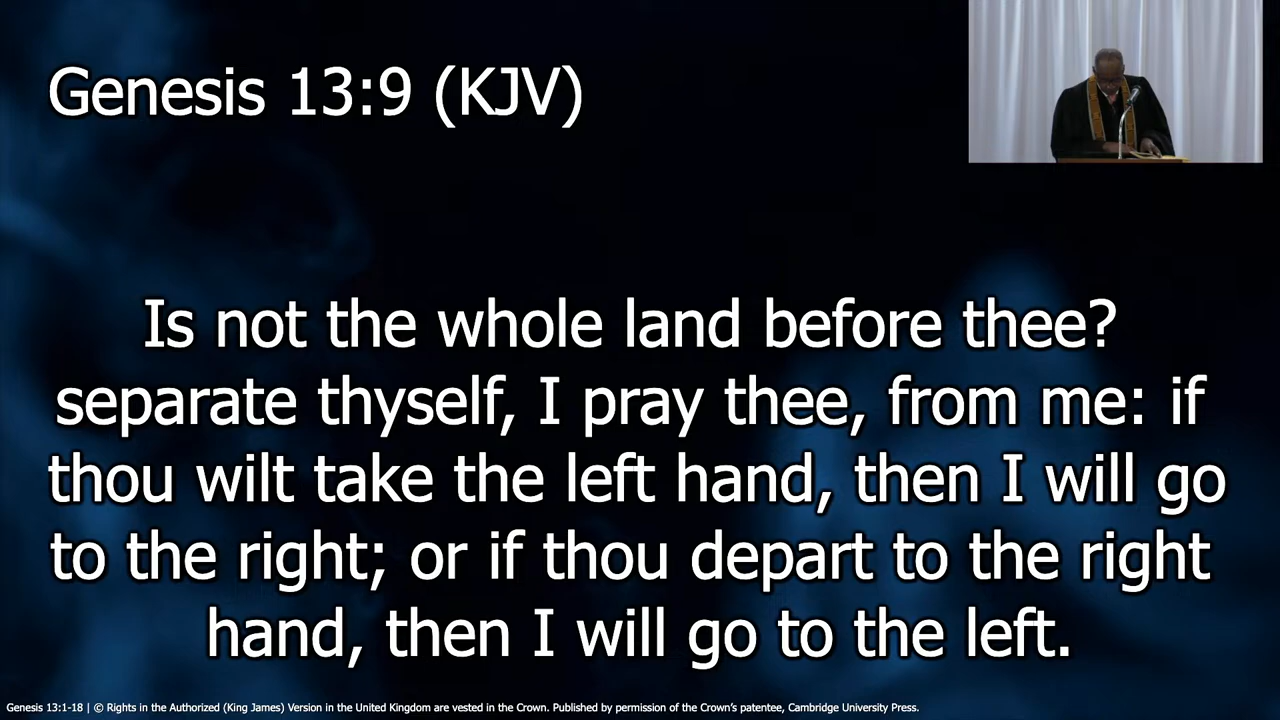 Genesis 13:9 (KJV)
Is not the whole land before thee?
separate thyself, I pray thee, from me: if
thou wilt take the left hand, then I will go
to the right; or if thou depart to the right
hand, then I will go to the left.
Genesis 13:1-18 | © Rights in the Authorized (King James) Version in the United Kingdom are vested in the Crown. Published by permission of the Crown’s patentee, Cambridge University Press.